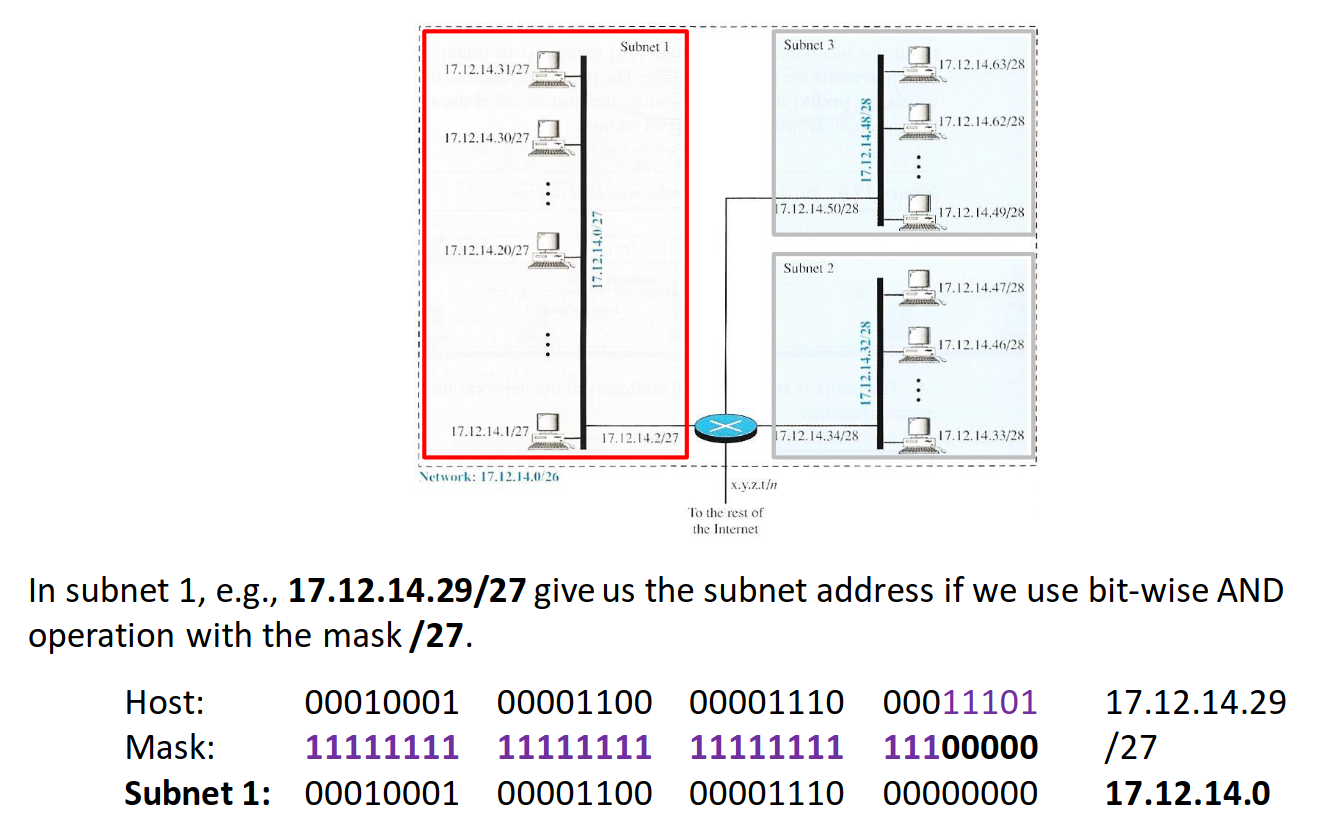 Subnet 1
17.12.14.31/27
17.12.14.30/27
17.12.14.20/27
17.12.14.0/27
17.12.14.1/27
17.12.14.2/27
Subnet 3
17.12.14.63/28
17.12.14.62/28
17.12.14.48/28
17.12.14.49/28
17.12.14.50/28
Subnet 2
17.12.14.47/28
17.12.14.46/28
17.12.14.32/28
17.12.14.33/28
17.12.14.34/28
Network: 17.12.14.0/26
x.y.z.t/n
To the rest of
the Internet
In subnet 1, e.g., 17.12.14.29/27 give us the subnet address if we use bit-wise AND
operation with the mask /27.
Host: 00010001 00001100 00001110 00011101 17.12.14.29
Mask: 11111111 11111111 11111111 11100000 /27
Subnet 1: 00010001 00001100 00001110 00000000 17.12.14.0